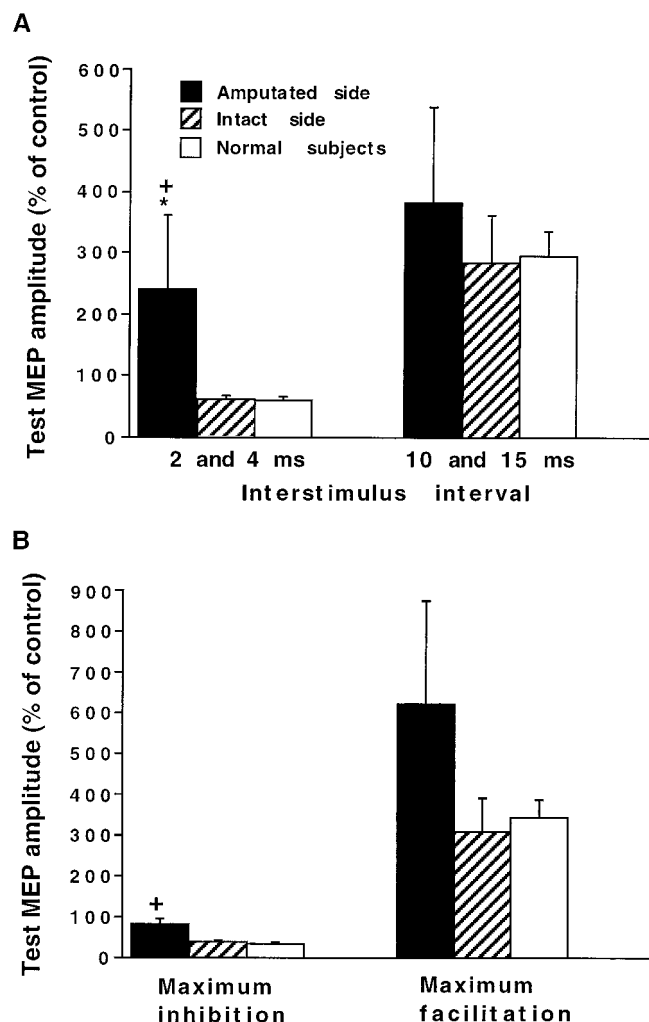 A
Test MEP amplitude (% of control)
600
500
400
300
200
100
0
Amputated side
Intact side
Normal subjects
+
*
2 and 4 ms
10 and 15 ms
Interstimulus interval
B
Test MEP amplitude (% of control)
900
800
700
600
500
400
300
200
100
0
+
Maximum
inhibition
Maximum
facilitation